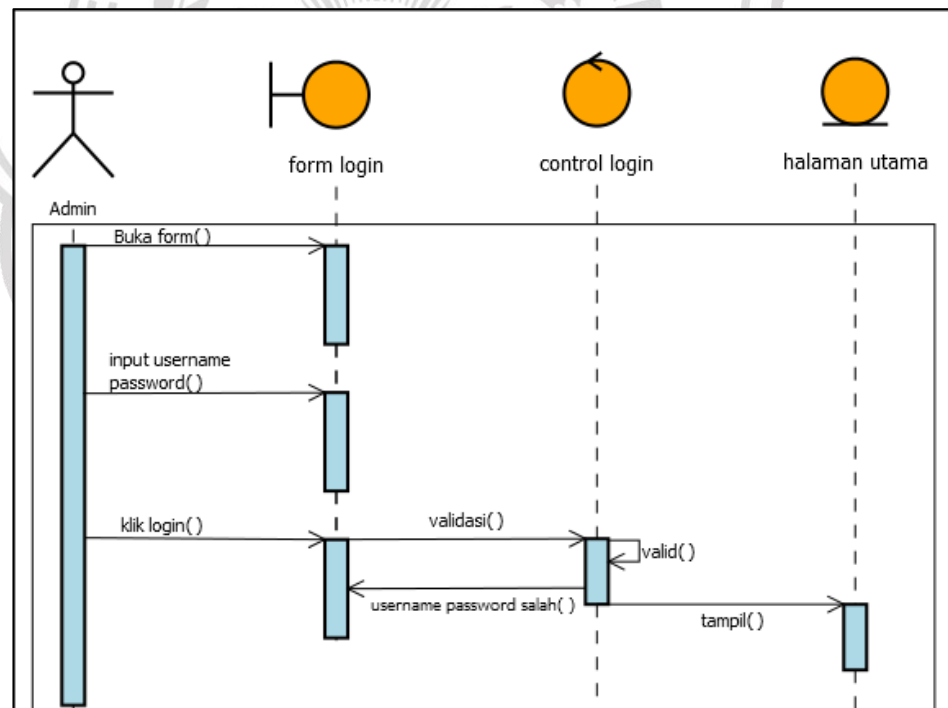 form login
control login
halaman utama
Admin
Buka form( )
input username
password( )
klik login( )
validasi( )
valid( )
username password salah( )
tampil( )